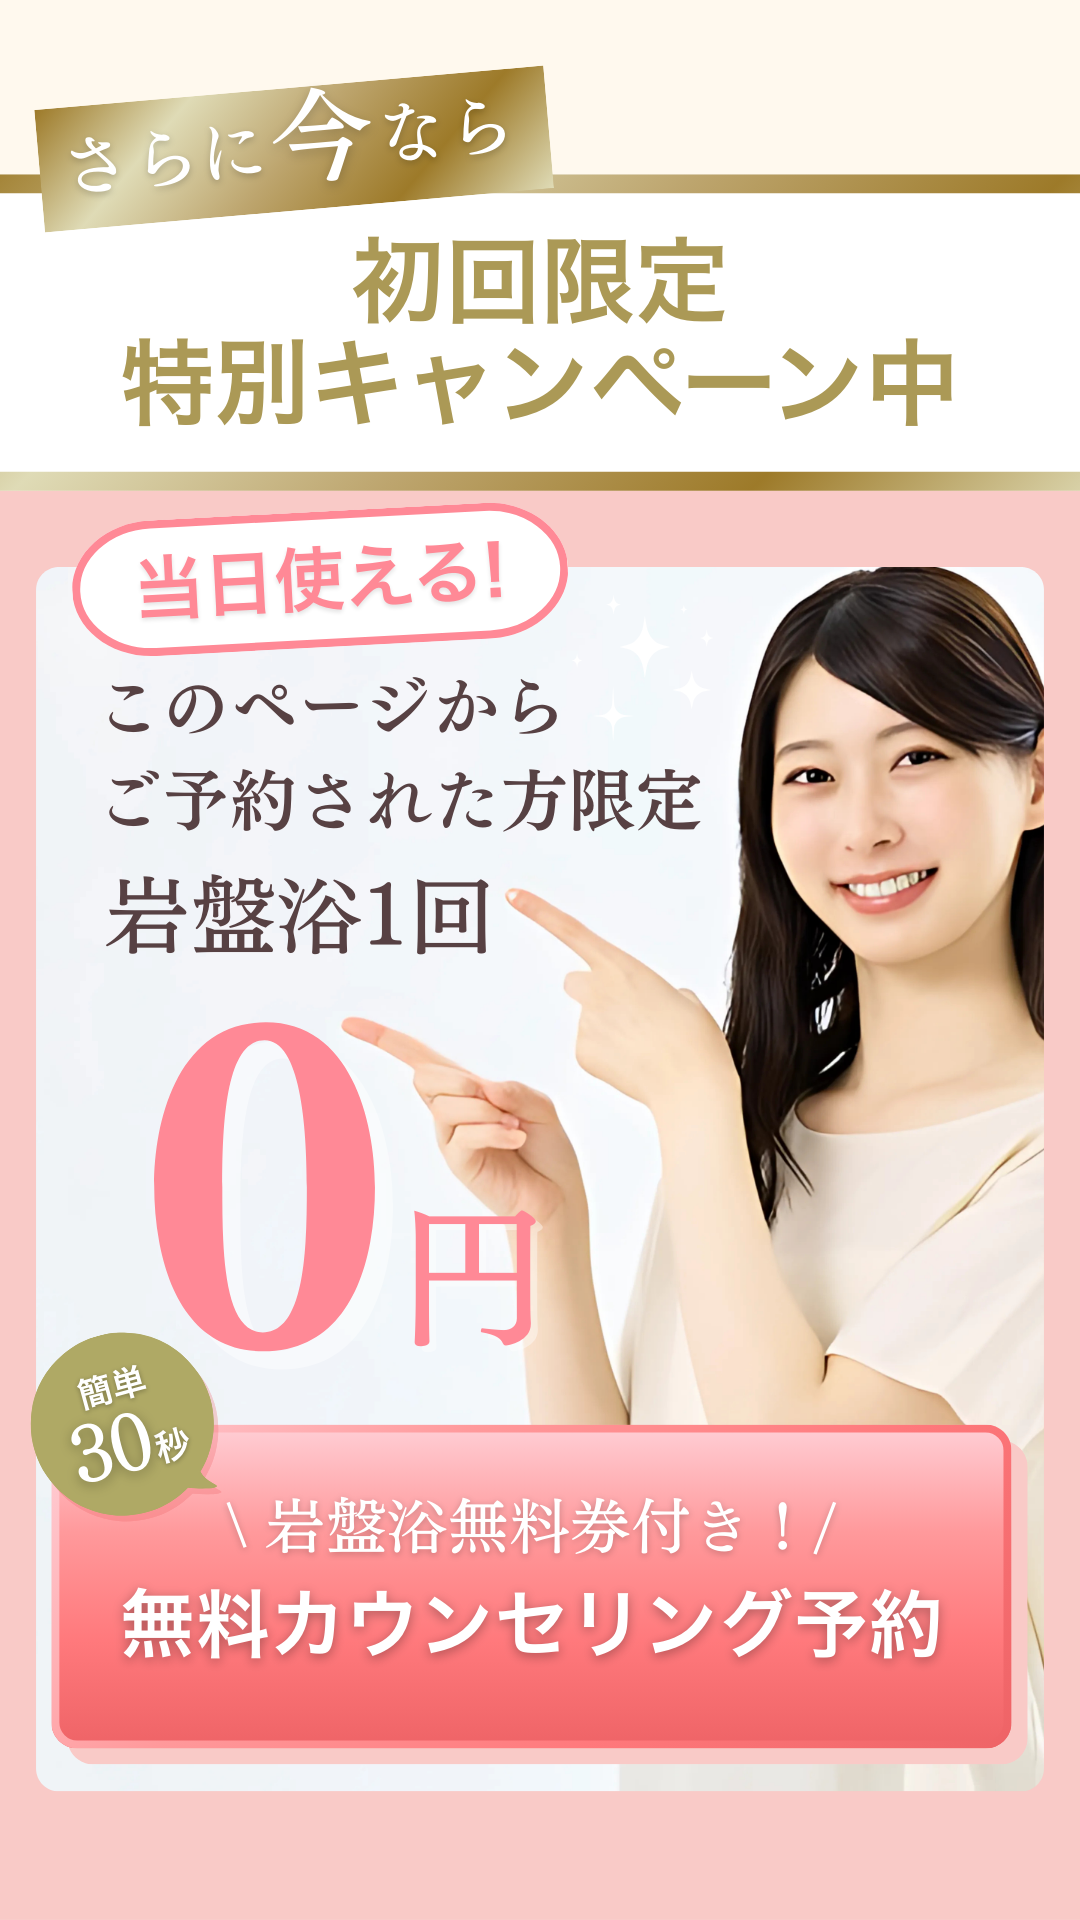 さらに今なら
初回限定
特別キャンペーン中
当日使える!
このページから
ご予約された方限定
岩盤浴1回
0円
簡単
30秒
\ 岩盤浴無料券付き！/
無料カウンセリング予約